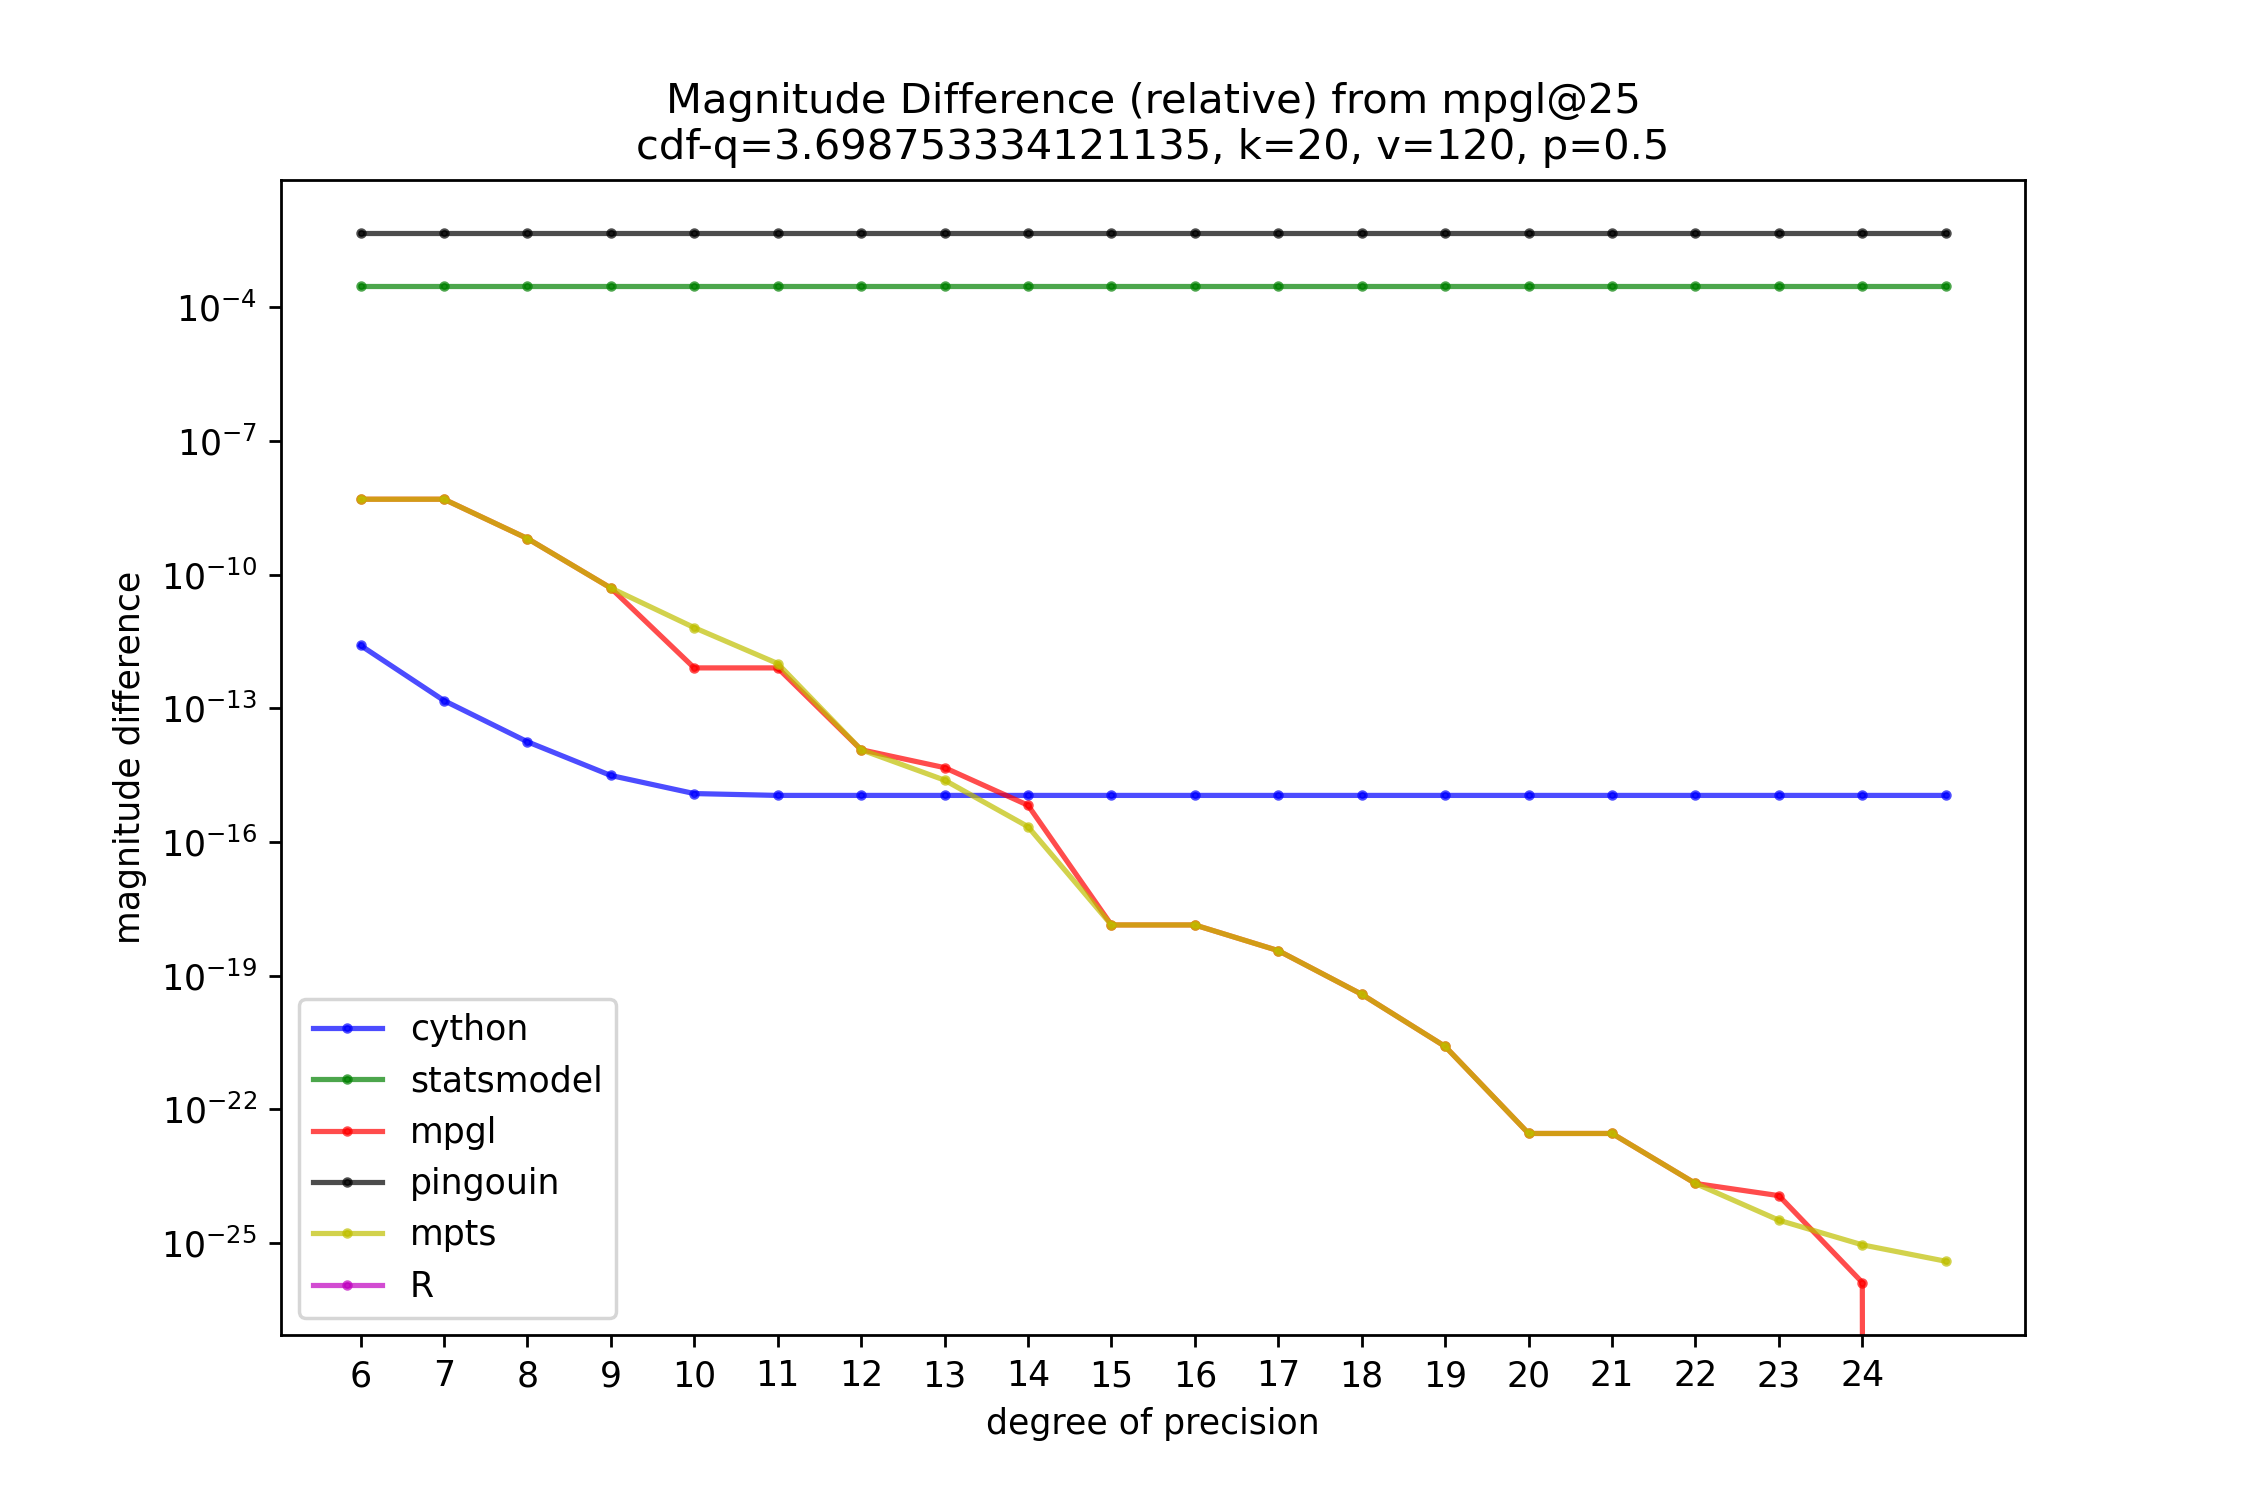 Magnitude Difference (relative) from mpgl@25
cdf-q=3.698753334121135, k=20, v=120, p=0.5
magnitude difference
10⁻⁴
10⁻⁷
10⁻¹⁰
10⁻¹³
10⁻¹⁶
10⁻¹⁹
10⁻²²
10⁻²⁵
cython
statsmodel
mpgl
pingouin
mpts
R
6 7 8 9 10 11 12 13 14 15 16 17 18 19 20 21 22 23 24
degree of precision